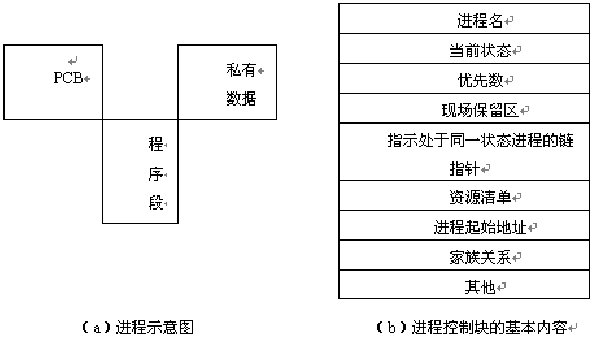 PCB
私有
数据
程
序
段
（a）进程示意图
进程名
当前状态
优先数
现场保留区
指示处于同一状态进程的链
指针
资源清单
进程起始地址
家族关系
其他
（b）进程控制块的基本内容